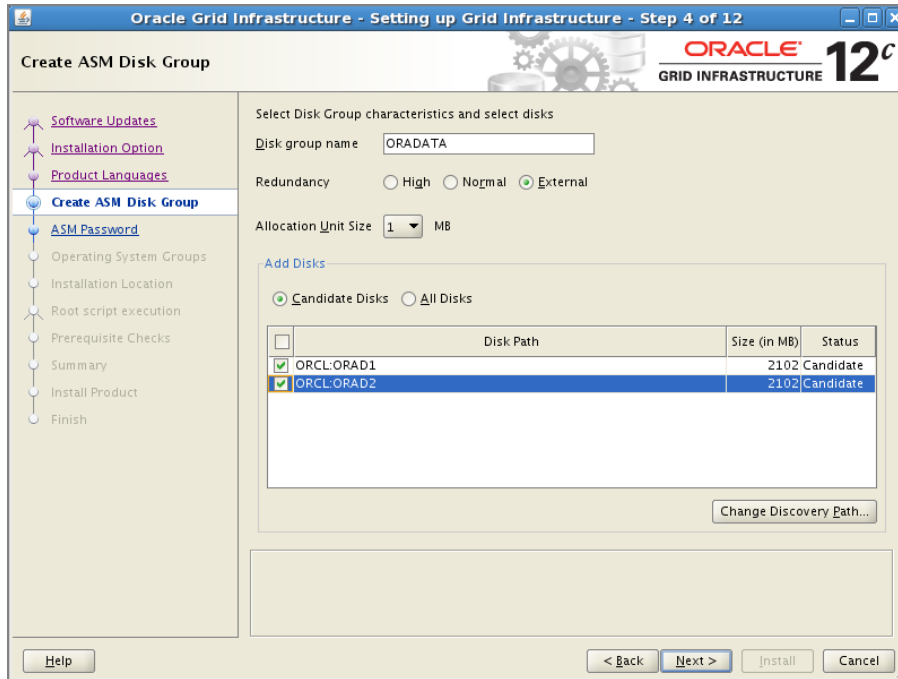 Oracle Grid Infrastructure - Setting up Grid Infrastructure - Step 4 of 12
Create ASM Disk Group
ORACLE
GRID INFRASTRUCTURE 12c
Software Updates
Installation Option
Product Languages
Create ASM Disk Group
ASM Password
Operating System Groups
Installation Location
Root script execution
Prerequisite Checks
Summary
Install Product
Finish
Select Disk Group characteristics and select disks
Disk group name ORADATA
Redundancy High Normal External
Allocation Unit Size 1 MB
Add Disks
Candidate Disks All Disks
Disk Path Size (in MB) Status
ORCL:ORAD1 2102 Candidate
ORCL:ORAD2 2102 Candidate
Change Discovery Path...
Help < Back Next > Install Cancel